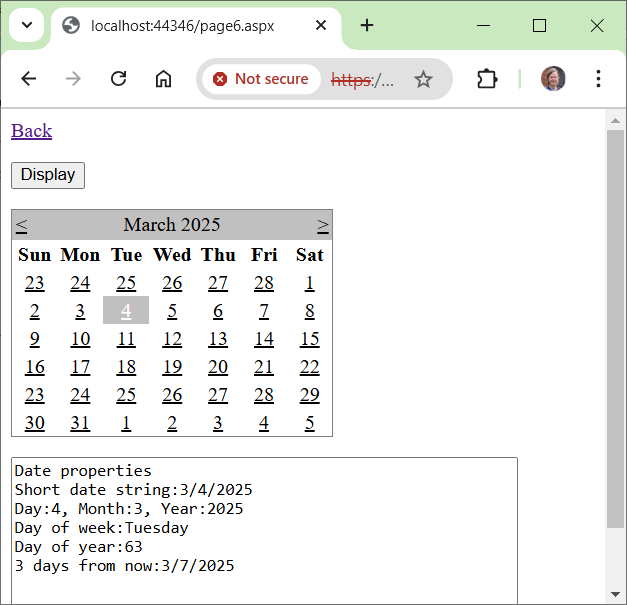 localhost:44346/page6.aspx
Not secure https:/...
Back
Display
< March 2025 >
Sun Mon Tue Wed Thu Fri Sat
23 24 25 26 27 28 1
2 3 4 5 6 7 8
9 10 11 12 13 14 15
16 17 18 19 20 21 22
23 24 25 26 27 28 29
30 31 1 2 3 4 5
Date properties
Short date string:3/4/2025
Day:4, Month:3, Year:2025
Day of week:Tuesday
Day of year:63
3 days from now:3/7/2025